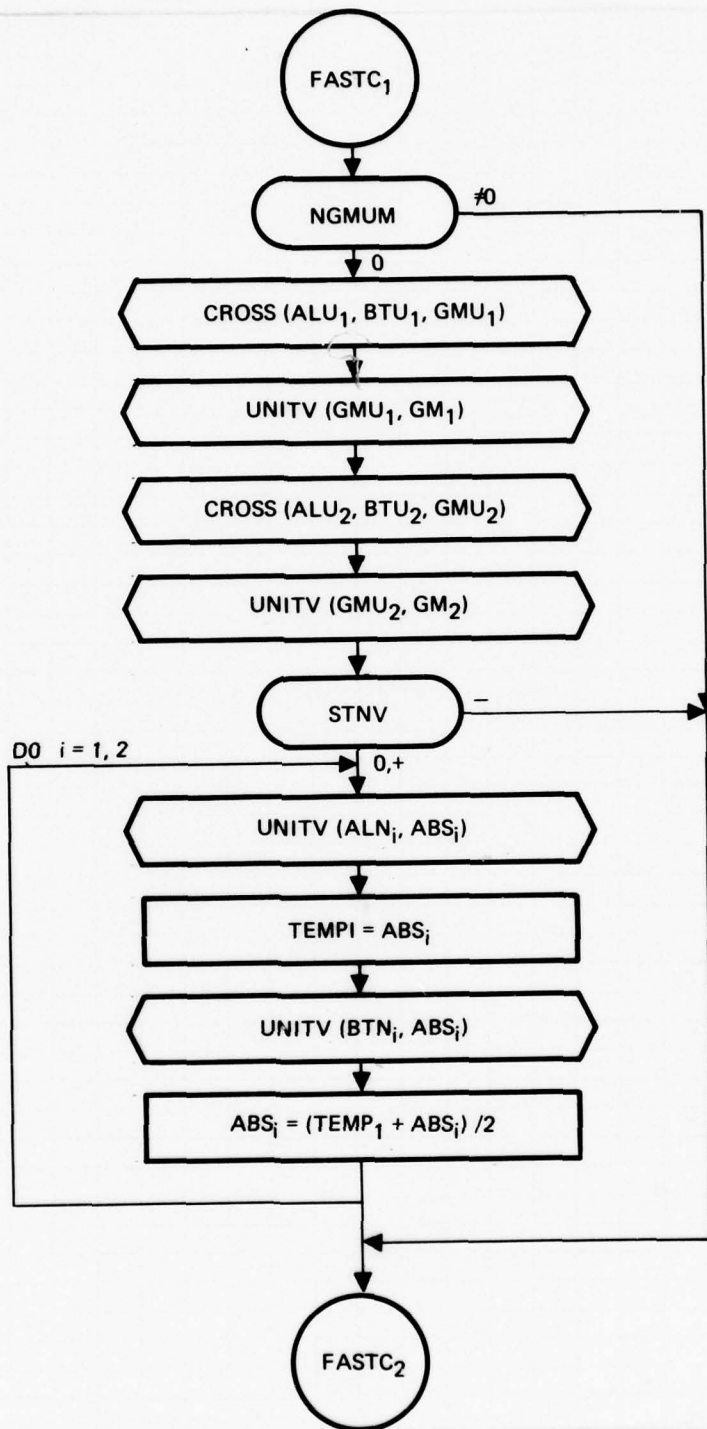 FASTC₁
NGMUM
≠0
0
CROSS (ALU₁, BTU₁, GMU₁)
UNITV (GMU₁, GM₁)
CROSS (ALU₂, BTU₂, GMU₂)
UNITV (GMU₂, GM₂)
STNV
–
DO i = 1, 2
0,+
UNITV (ALNᵢ, ABSᵢ)
TEMPI = ABSᵢ
UNITV (BTNᵢ, ABSᵢ)
ABSᵢ = (TEMP₁ + ABSᵢ) /2
FASTC₂